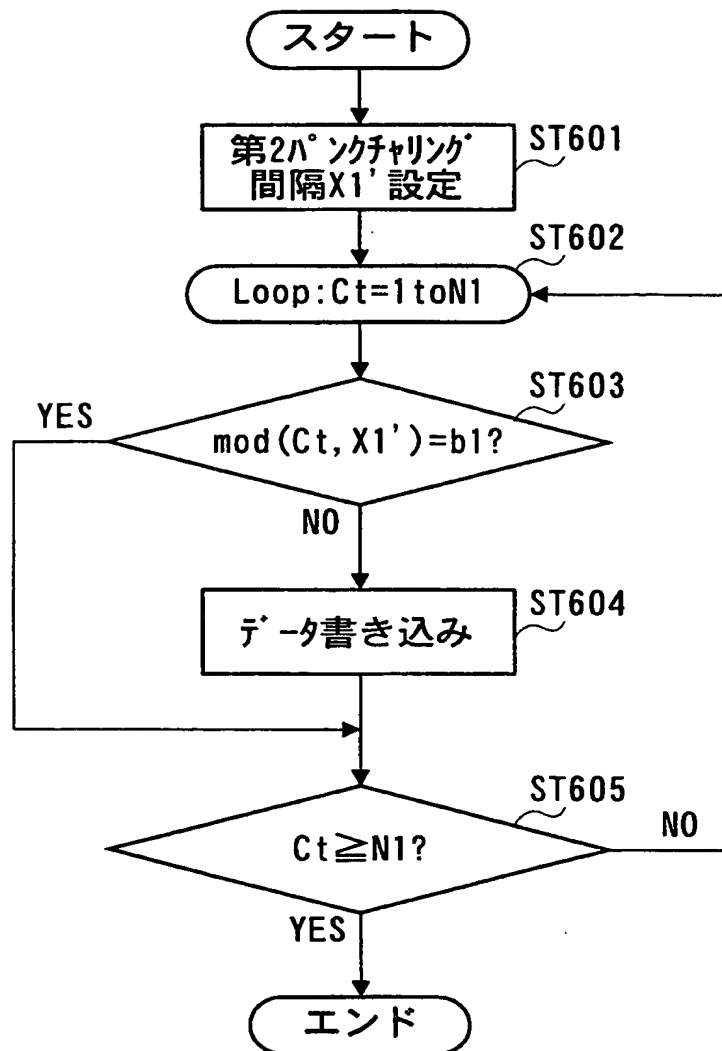 スタート
ST601
第2ﾊﾟﾝｸﾁｬﾘﾝｸﾞ
間隔X1'設定
ST602
Loop:Ct=1toN1
ST603
YES
mod(Ct,X1')=b1?
NO
ST604
ﾃﾞｰﾀ書き込み
ST605
Ct≧N1?
NO
YES
エンド